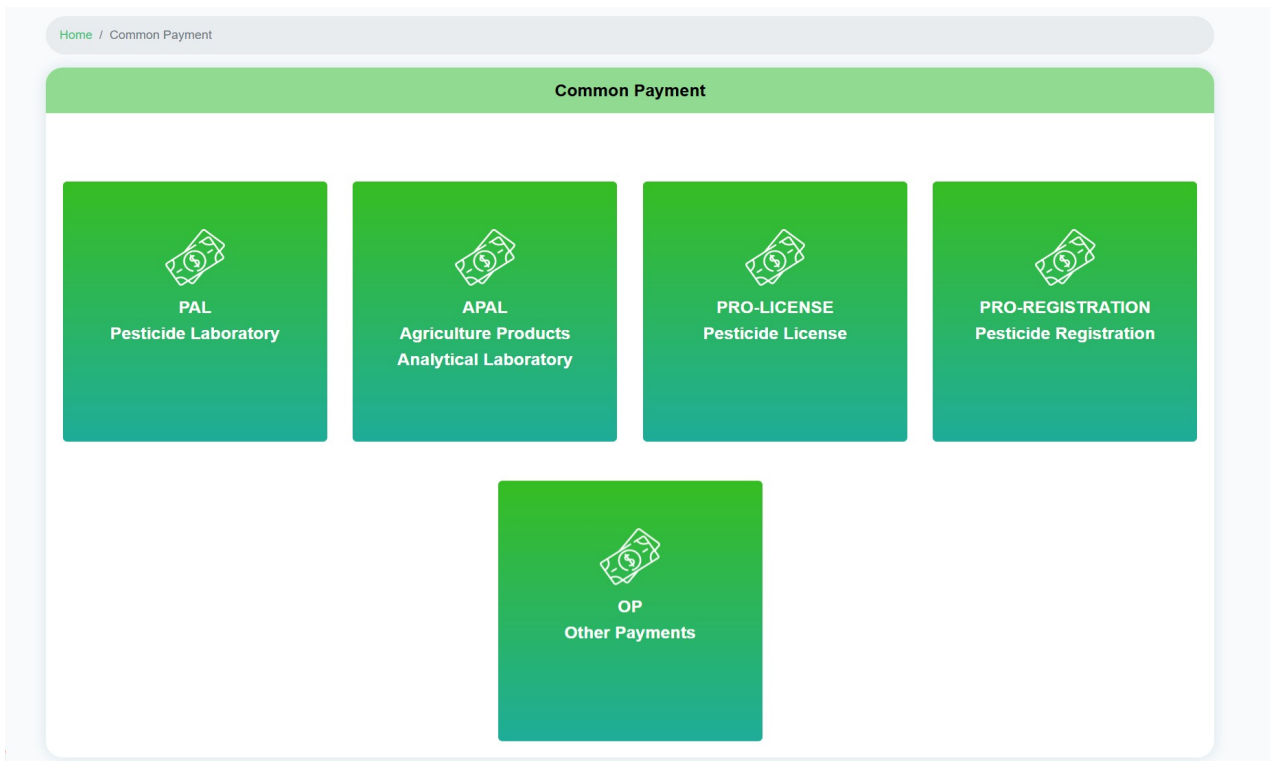 Home / Common Payment
Common Payment
PAL
Pesticide Laboratory
APAL
Agriculture Products
Analytical Laboratory
PRO-LICENSE
Pesticide License
PRO-REGISTRATION
Pesticide Registration
OP
Other Payments